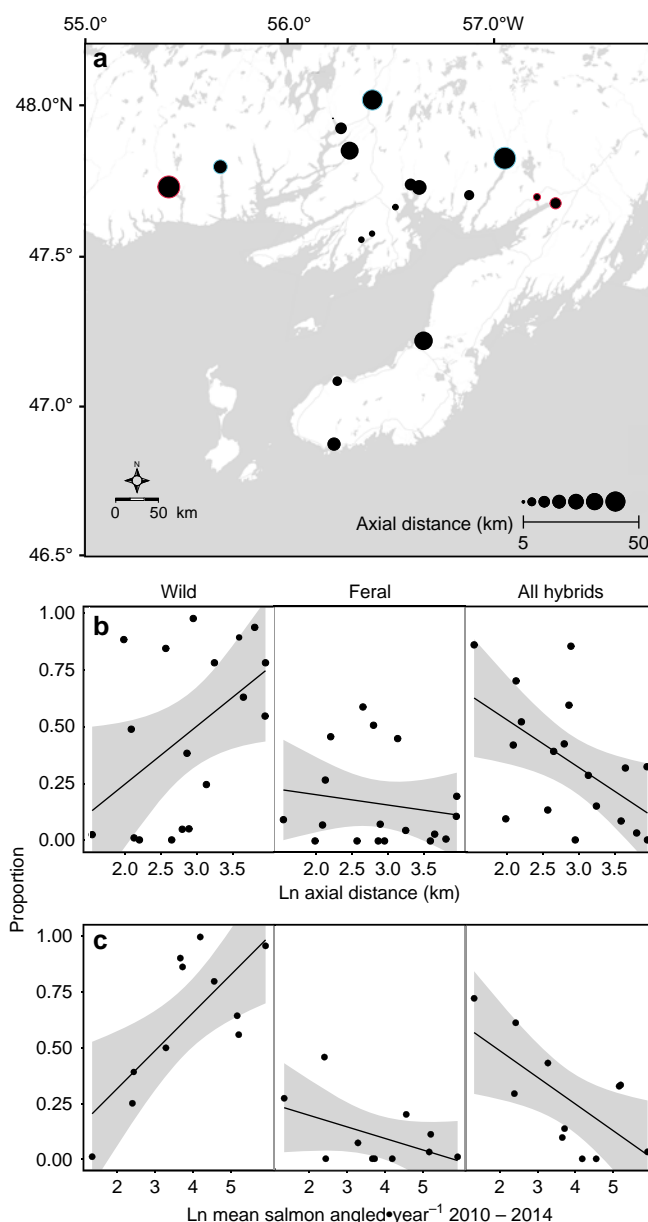 55.0° 56.0° 57.0°W
a
48.0°N
47.5°
47.0°
46.5°
N
0 50 km
Axial distance (km)
5 50
Wild Feral All hybrids
b
1.00
0.75
0.50
0.25
0.00
2.0 2.5 3.0 3.5 2.0 2.5 3.0 3.5 2.0 2.5 3.0 3.5
Ln axial distance (km)
Proportion
c
1.00
0.75
0.50
0.25
0.00
2 3 4 5 2 3 4 5 2 3 4 5
Ln mean salmon angled•year⁻¹ 2010 – 2014